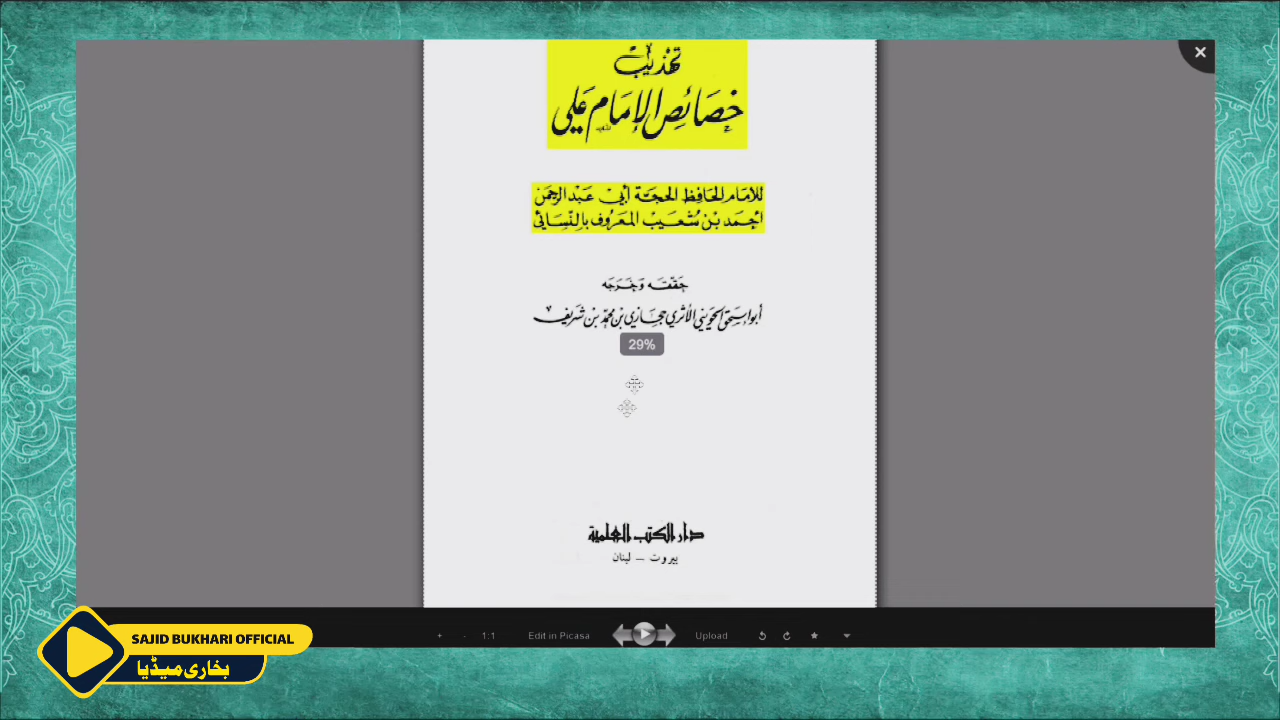 تهذيب
خصائص الإمام علي
للامام الحافظ الحجة أبي عبد الرحمن
احمد بن شعيب المعروف بالنسائي
حققه وخرجه
أبو إسحق الحويني الأثري حجازي بن محمد بن شريف
29%
دار الكتب العلمية
بيروت – لبنان
+ - 1:1 Edit in Picasa Upload
SAJID BUKHARI OFFICIAL
بخاری میڈیا